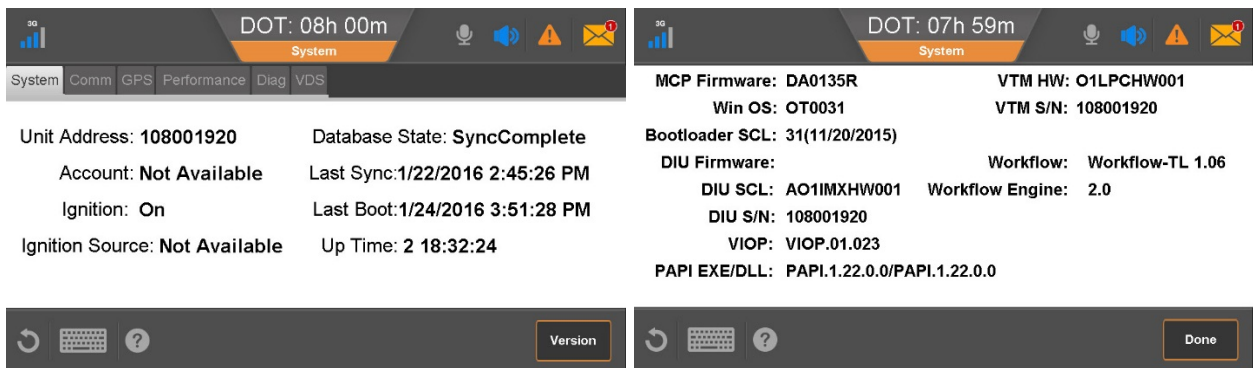 3G
DOT: 08h 00m
System
1
System Comm GPS Performance Diag VDS
Unit Address: 108001920 Database State: SyncComplete
Account: Not Available Last Sync:1/22/2016 2:45:26 PM
Ignition: On Last Boot:1/24/2016 3:51:28 PM
Ignition Source: Not Available Up Time: 2 18:32:24
?
Version
3G
DOT: 07h 59m
System
1
MCP Firmware: DA0135R VTM HW: O1LPCHW001
Win OS: OT0031 VTM S/N: 108001920
Bootloader SCL: 31(11/20/2015)
DIU Firmware: Workflow: Workflow-TL 1.06
DIU SCL: AO1IMXHW001 Workflow Engine: 2.0
DIU S/N: 108001920
VIOP: VIOP.01.023
PAPI EXE/DLL: PAPI.1.22.0.0/PAPI.1.22.0.0
?
Done